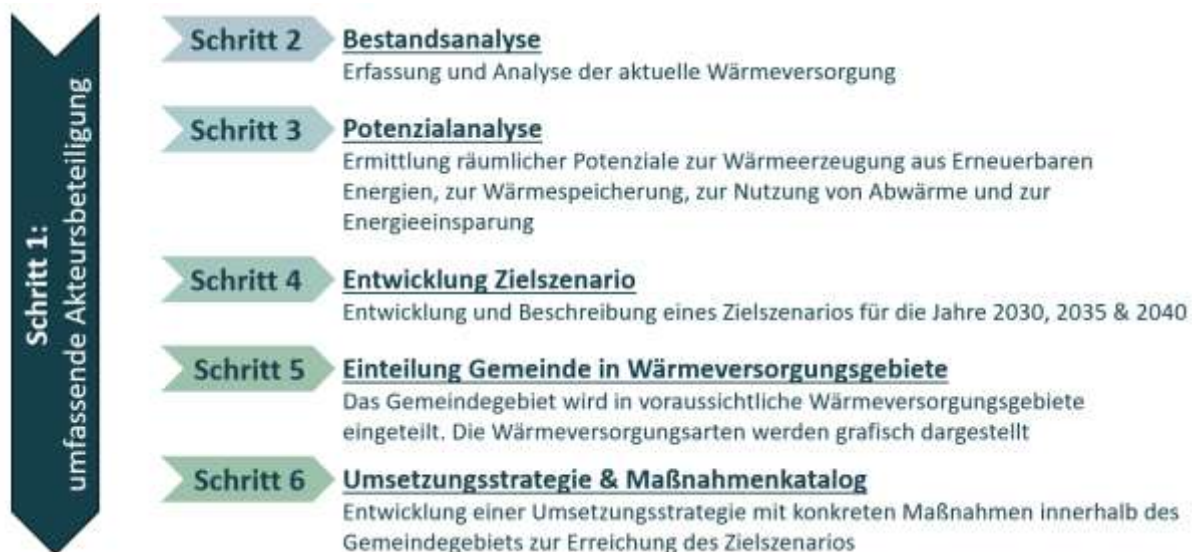 Schritt 1:
umfassende Akteursbeteiligung
Schritt 2
Bestandsanalyse
Erfassung und Analyse der aktuelle Wärmeversorgung
Schritt 3
Potenzialanalyse
Ermittlung räumlicher Potenziale zur Wärmeerzeugung aus Erneuerbaren
Energien, zur Wärmespeicherung, zur Nutzung von Abwärme und zur
Energieeinsparung
Schritt 4
Entwicklung Zielszenario
Entwicklung und Beschreibung eines Zielszenarios für die Jahre 2030, 2035 & 2040
Schritt 5
Einteilung Gemeinde in Wärmeversorgungsgebiete
Das Gemeindegebiet wird in voraussichtliche Wärmeversorgungsgebiete
eingeteilt. Die Wärmeversorgungsarten werden grafisch dargestellt
Schritt 6
Umsetzungsstrategie & Maßnahmenkatalog
Entwicklung einer Umsetzungsstrategie mit konkreten Maßnahmen innerhalb des
Gemeindegebiets zur Erreichung des Zielszenarios